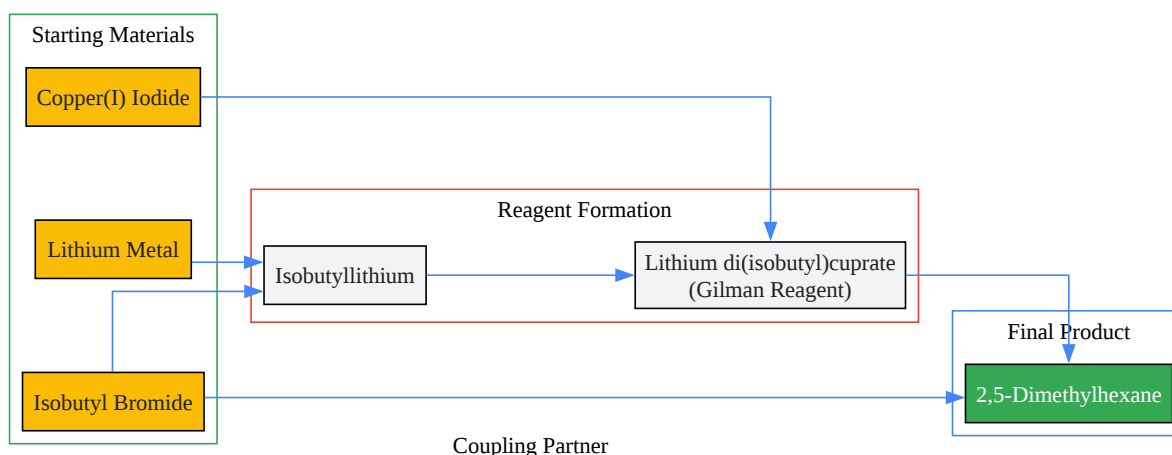 Starting Materials
Copper(I) Iodide
Reagent Formation
Lithium Metal
Isobutyllithium
Lithium di(isobutyl)cuprate
(Gilman Reagent)
Final Product
Isobutyl Bromide
2,5-Dimethylhexane
Coupling Partner